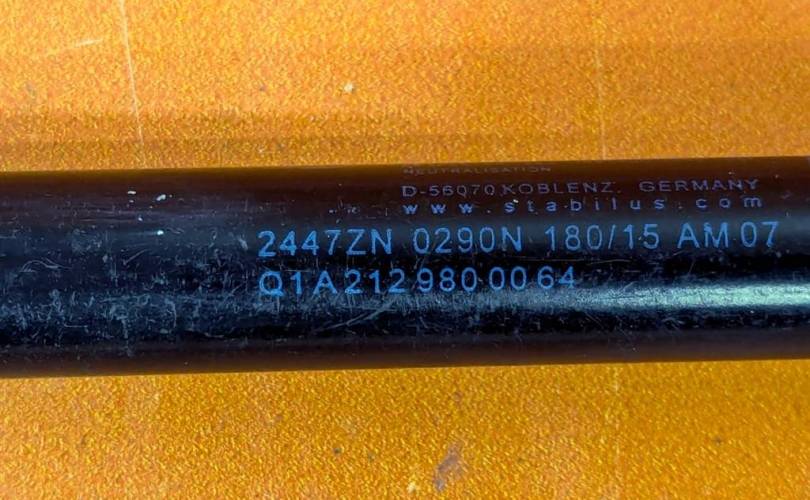 NEUTRALISATION
D-56070 KOBLENZ. GERMANY
www.stabilus.com
2447ZN 0290N 180/15 AM 07
Q1A 212 980 00 64